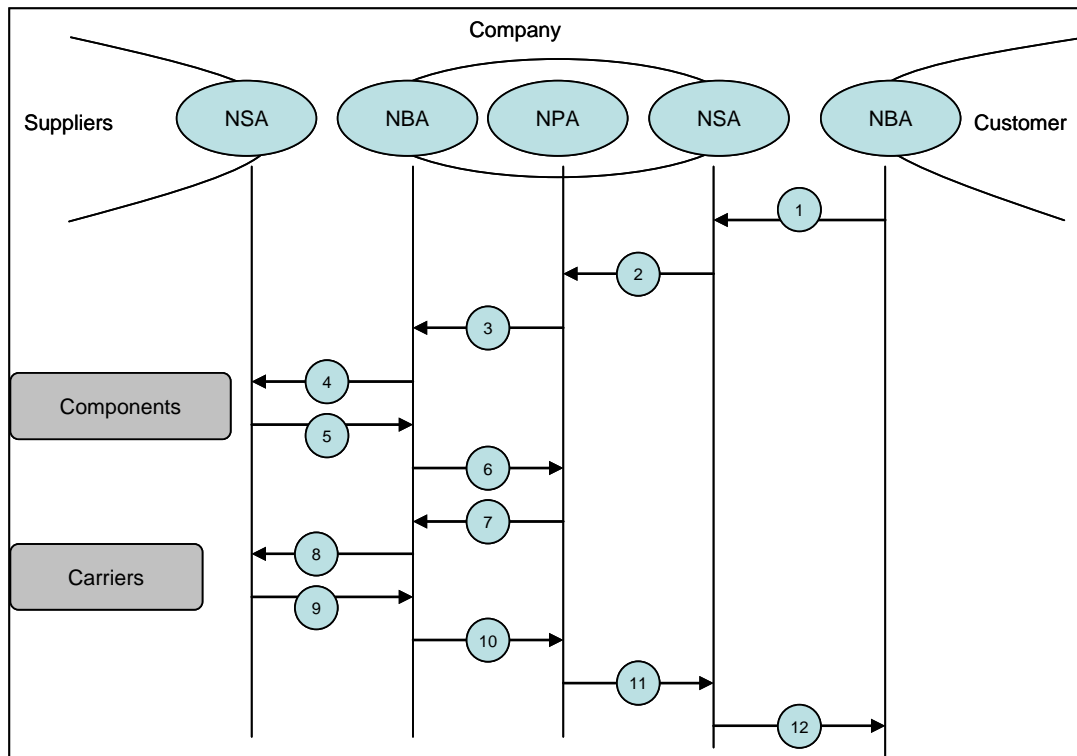 Company
Suppliers
NSA
NBA
NPA
NSA
NBA
Customer
1
2
3
4
Components
5
6
7
8
Carriers
9
10
11
12